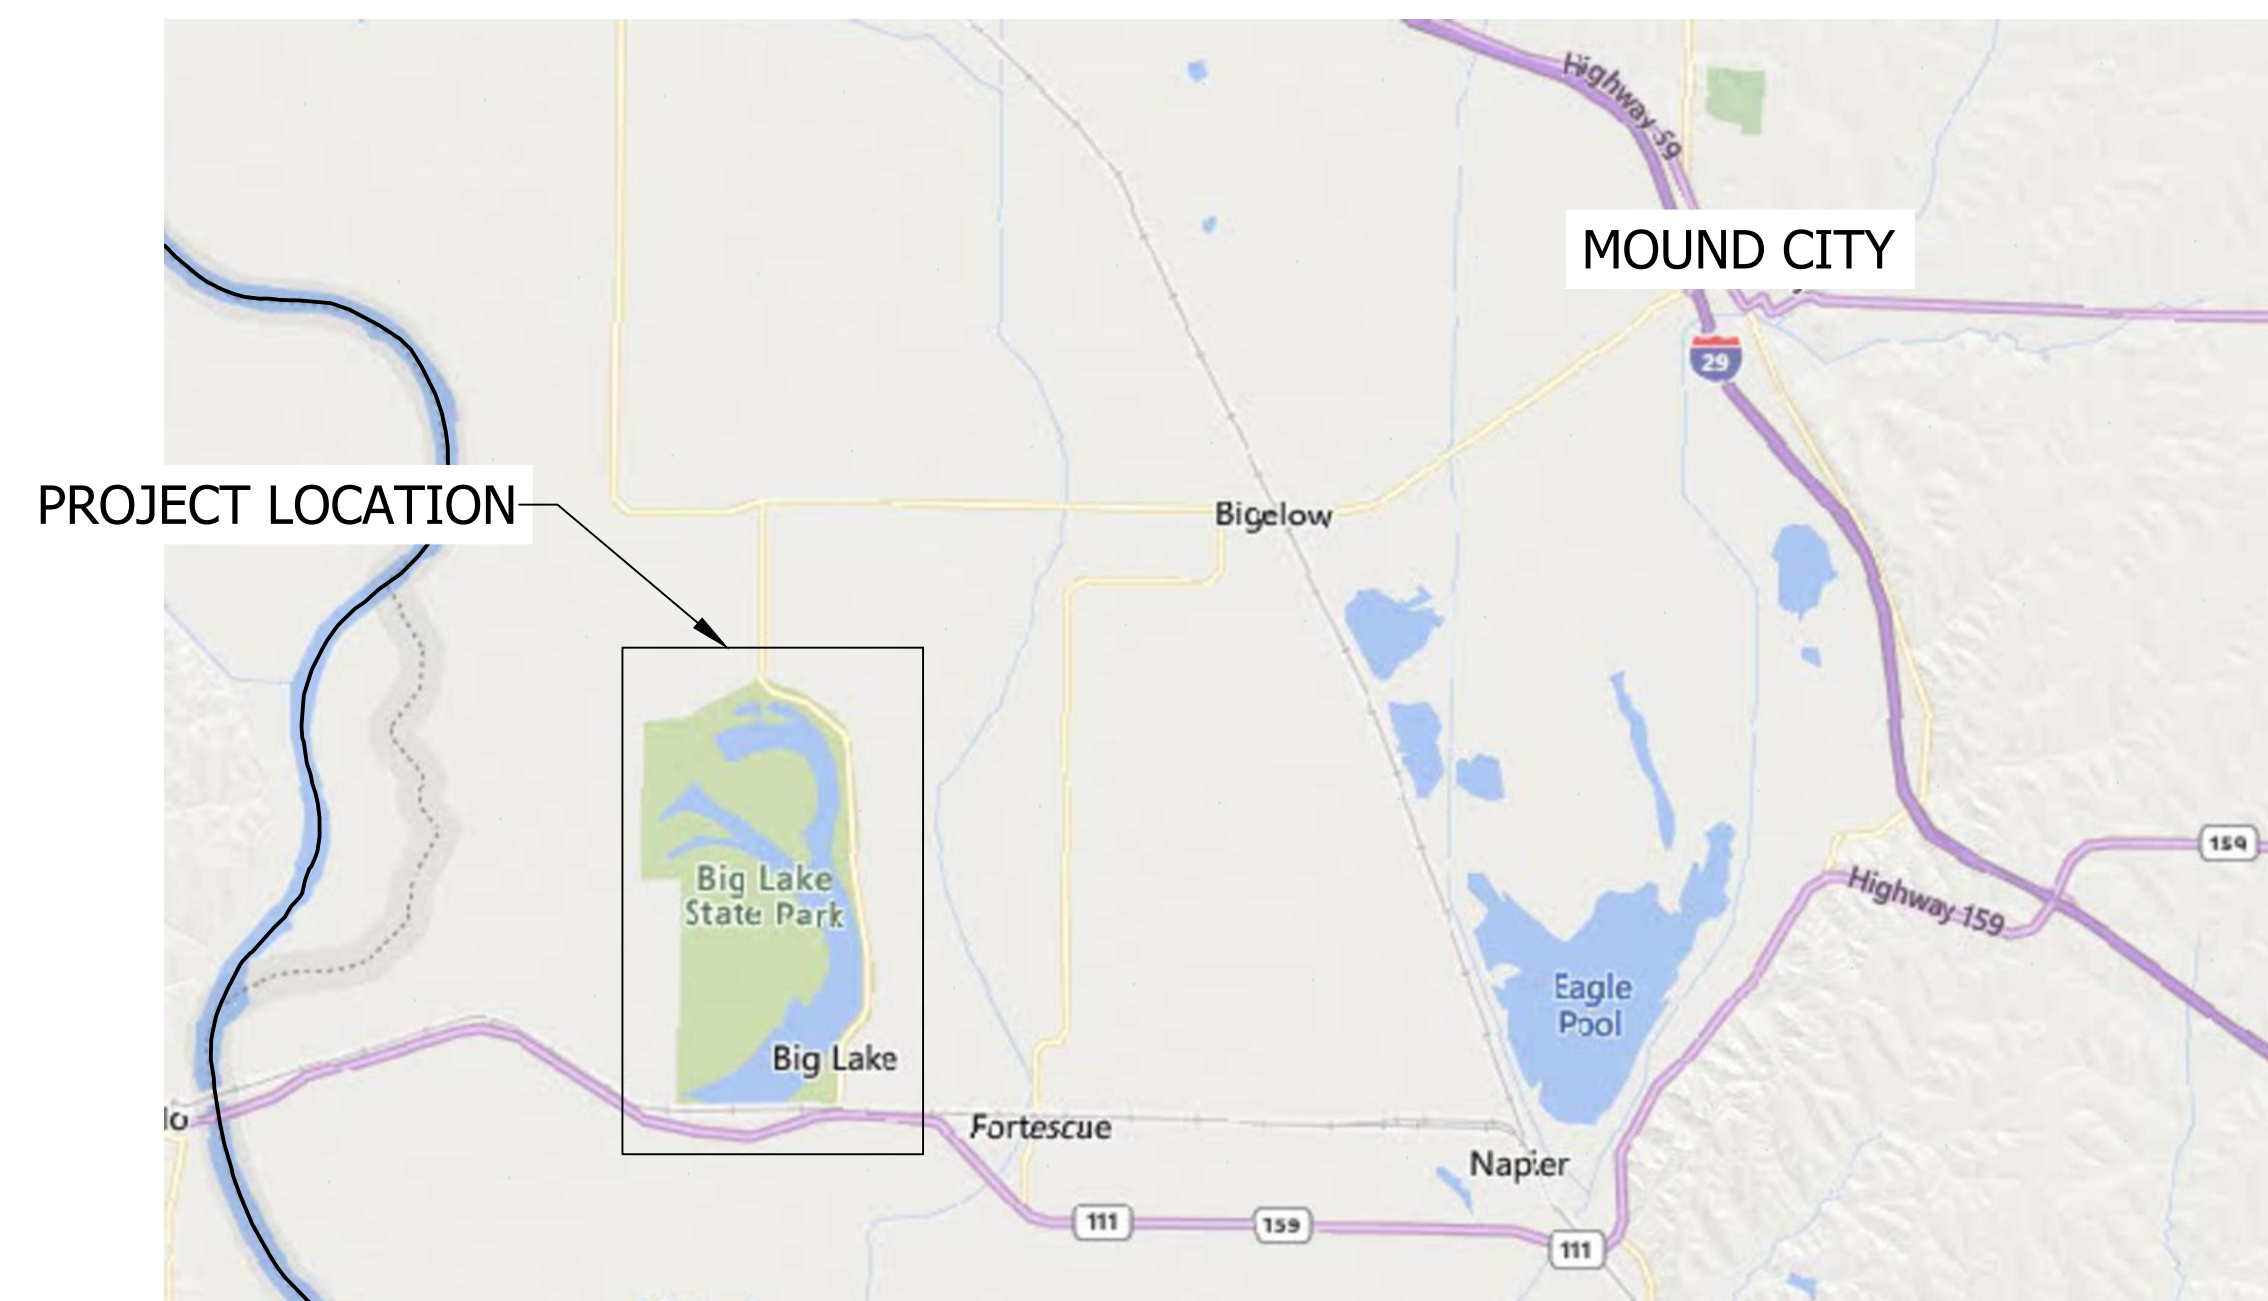 Highway 59
MOUND CITY
29
PROJECT LOCATION
Bigelow
159
Big Lake
State Park
Highway 159
Eagle
Pool
Big Lake
lo
Fortescue
Napier
111
159
111